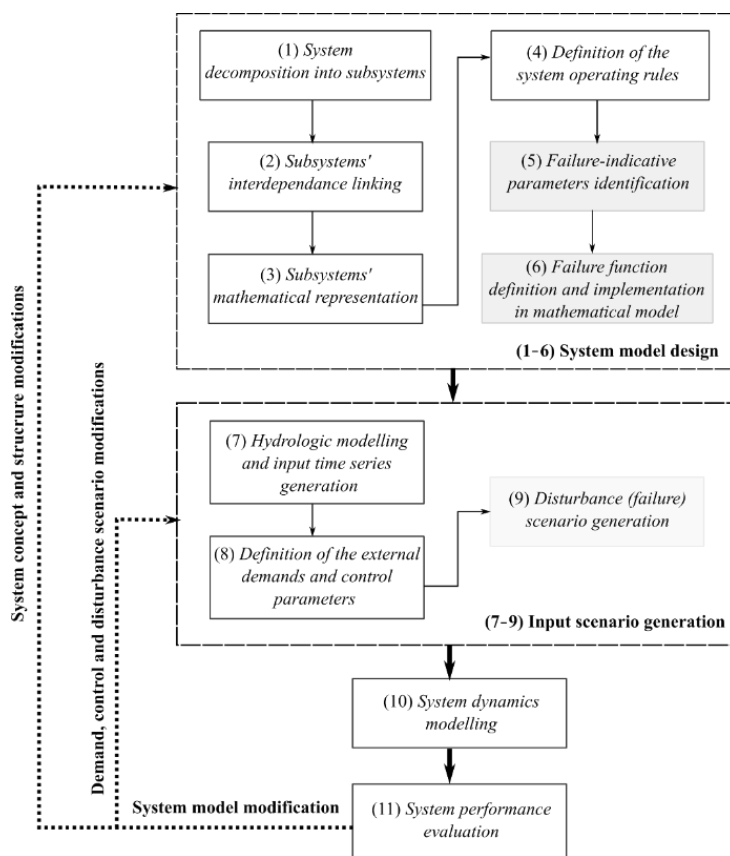 (1) System
decomposition into subsystems
(2) Subsystems'
interdependance linking
(3) Subsystems'
mathematical representation
(4) Definition of the
system operating rules
(5) Failure-indicative
parameters identification
(6) Failure function
definition and implementation
in mathematical model
(1-6) System model design
(7) Hydrologic modelling
and input time series
generation
(8) Definition of the external
demands and control
parameters
(9) Disturbance (failure)
scenario generation
(7-9) Input scenario generation
(10) System dynamics
modelling
(11) System performance
evaluation
System model modification
System concept and strucrure modifications
Demand, control and disturbance scenario modifications